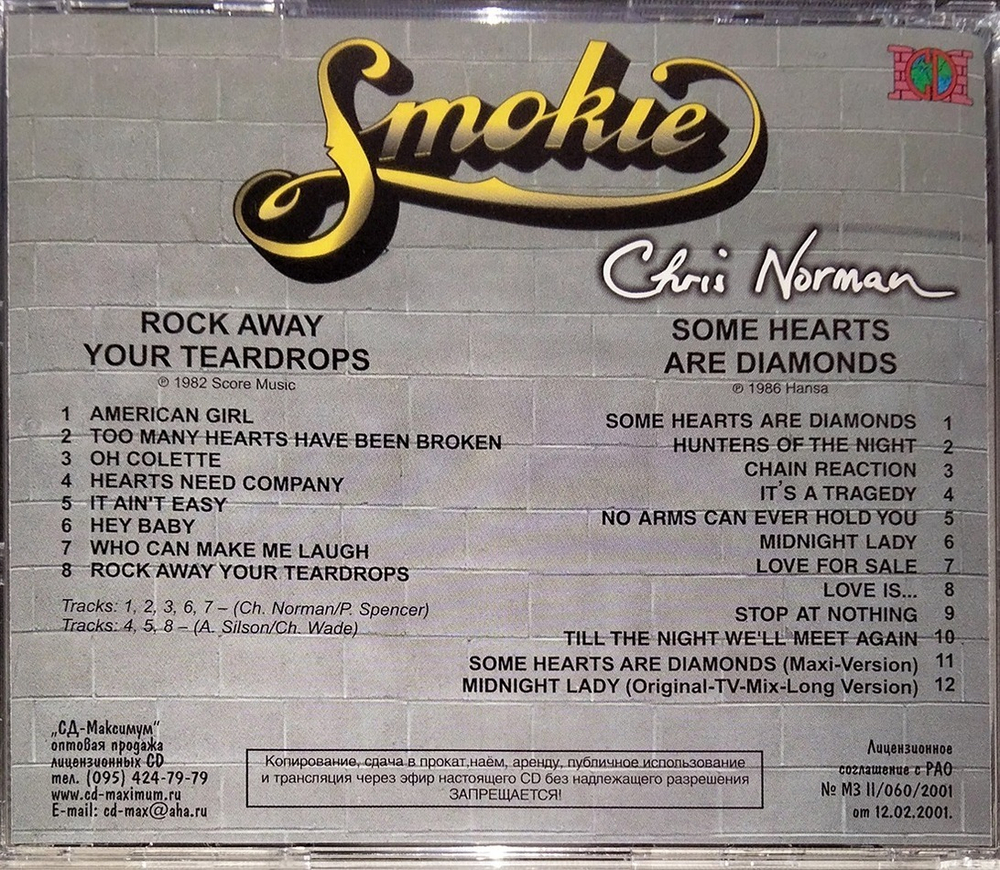 Smokie
CD
Chris Norman
ROCK AWAY
YOUR TEARDROPS
℗ 1982 Score Music
1 AMERICAN GIRL
2 TOO MANY HEARTS HAVE BEEN BROKEN
3 OH COLETTE
4 HEARTS NEED COMPANY
5 IT AIN'T EASY
6 HEY BABY
7 WHO CAN MAKE ME LAUGH
8 ROCK AWAY YOUR TEARDROPS
Tracks: 1, 2, 3, 6, 7 – (Ch. Norman/P. Spencer)
Tracks: 4, 5, 8 – (A. Silson/Ch. Wade)
SOME HEARTS
ARE DIAMONDS
℗ 1986 Hansa
SOME HEARTS ARE DIAMONDS 1
HUNTERS OF THE NIGHT 2
CHAIN REACTION 3
IT'S A TRAGEDY 4
NO ARMS CAN EVER HOLD YOU 5
MIDNIGHT LADY 6
LOVE FOR SALE 7
LOVE IS... 8
STOP AT NOTHING 9
TILL THE NIGHT WE'LL MEET AGAIN 10
SOME HEARTS ARE DIAMONDS (Maxi-Version) 11
MIDNIGHT LADY (Original-TV-Mix-Long Version) 12
„СД-Максимум“
оптовая продажа
лицензионных CD
тел. (095) 424-79-79
www.cd-maximum.ru
E-mail: cd-max@aha.ru
Копирование, сдача в прокат,наём, аренду, публичное использование
и трансляция через эфир настоящего CD без надлежащего разрешения
ЗАПРЕЩАЕТСЯ!
Лицензионное
соглашение с РАО
№ МЗ II/060/2001
от 12.02.2001.